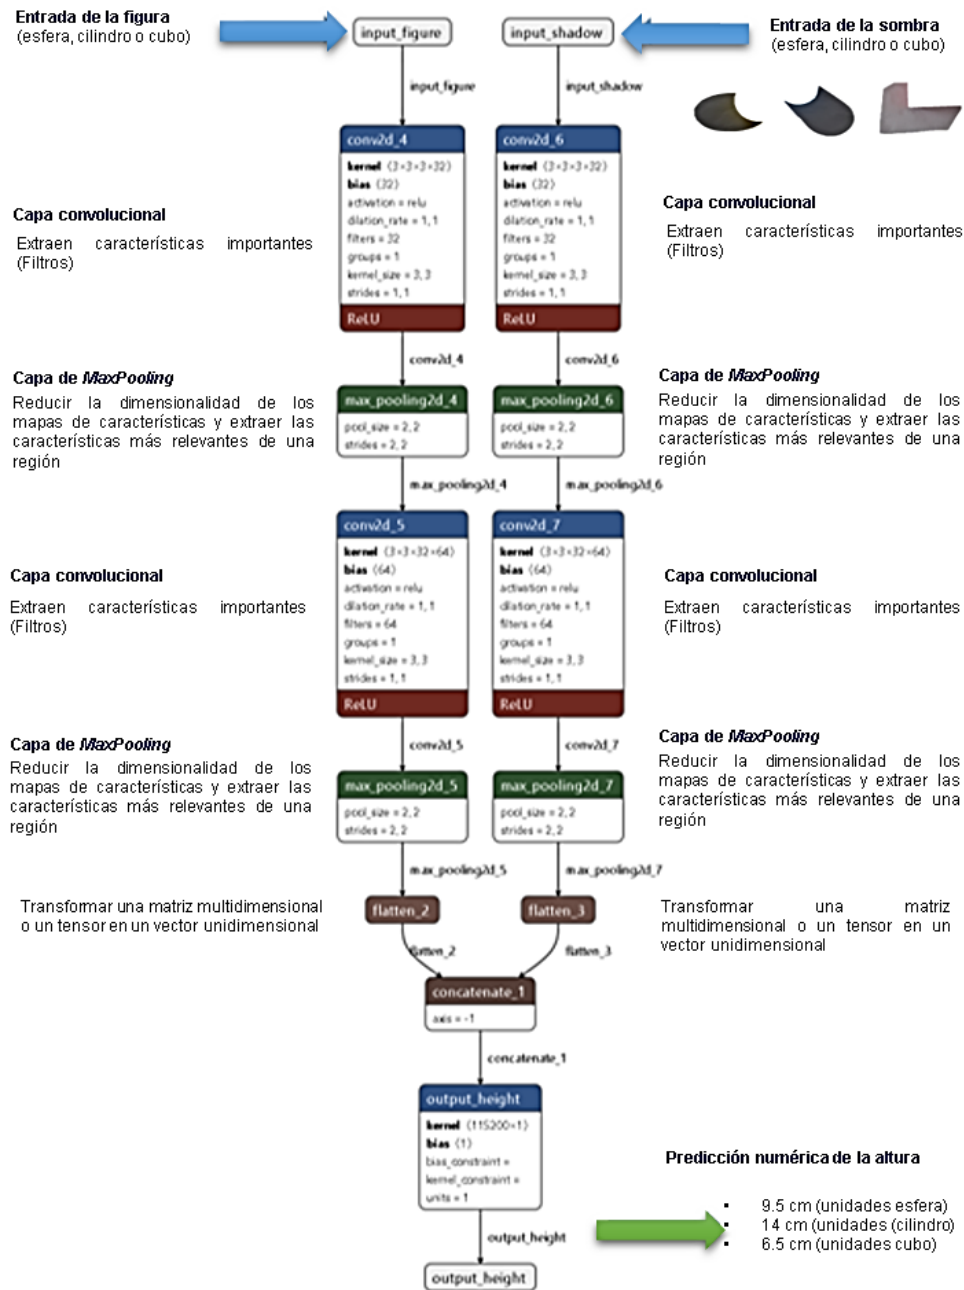 Entrada de la figura
(esfera, cilindro o cubo)
input_figure
input_shadow
Entrada de la sombra
(esfera, cilindro o cubo)
input_figure
input_shadow
conv2d_4
kernel ⟨3×3×3×32⟩
bias ⟨32⟩
activation = relu
dilation_rate = 1, 1
filters = 32
groups = 1
kernel_size = 3, 3
strides = 1, 1
ReLU
conv2d_6
kernel ⟨3×3×3×32⟩
bias ⟨32⟩
activation = relu
dilation_rate = 1, 1
filters = 32
groups = 1
kernel_size = 3, 3
strides = 1, 1
ReLU
Capa convolucional
Extraen características importantes
(Filtros)
Capa convolucional
Extraen características importantes
(Filtros)
conv2d_4
conv2d_6
Capa de MaxPooling
Reducir la dimensionalidad de los
mapas de características y extraer las
características más relevantes de una
región
max_pooling2d_4
pool_size = 2, 2
strides = 2, 2
max_pooling2d_6
pool_size = 2, 2
strides = 2, 2
Capa de MaxPooling
Reducir la dimensionalidad de los
mapas de características y extraer las
características más relevantes de una
región
max_pooling2d_4
max_pooling2d_6
conv2d_5
kernel ⟨3×3×32×64⟩
bias ⟨64⟩
activation = relu
dilation_rate = 1, 1
filters = 64
groups = 1
kernel_size = 3, 3
strides = 1, 1
ReLU
conv2d_7
kernel ⟨3×3×32×64⟩
bias ⟨64⟩
activation = relu
dilation_rate = 1, 1
filters = 64
groups = 1
kernel_size = 3, 3
strides = 1, 1
ReLU
Capa convolucional
Extraen características importantes
(Filtros)
Capa convolucional
Extraen características importantes
(Filtros)
conv2d_5
conv2d_7
Capa de MaxPooling
Reducir la dimensionalidad de los
mapas de características y extraer las
características más relevantes de una
región
max_pooling2d_5
pool_size = 2, 2
strides = 2, 2
max_pooling2d_7
pool_size = 2, 2
strides = 2, 2
Capa de MaxPooling
Reducir la dimensionalidad de los
mapas de características y extraer las
características más relevantes de una
región
max_pooling2d_5
max_pooling2d_7
Transformar una matriz multidimensional
o un tensor en un vector unidimensional
flatten_2
flatten_3
Transformar una matriz
multidimensional o un tensor en un
vector unidimensional
flatten_2
flatten_3
concatenate_1
axis = -1
concatenate_1
output_height
kernel ⟨115200×1⟩
bias ⟨1⟩
bias_constraint =
kernel_constraint =
units = 1
output_height
output_height
Predicción numérica de la altura
▪ 9.5 cm (unidades esfera)
▪ 14 cm (unidades (cilindro)
▪ 6.5 cm (unidades cubo)